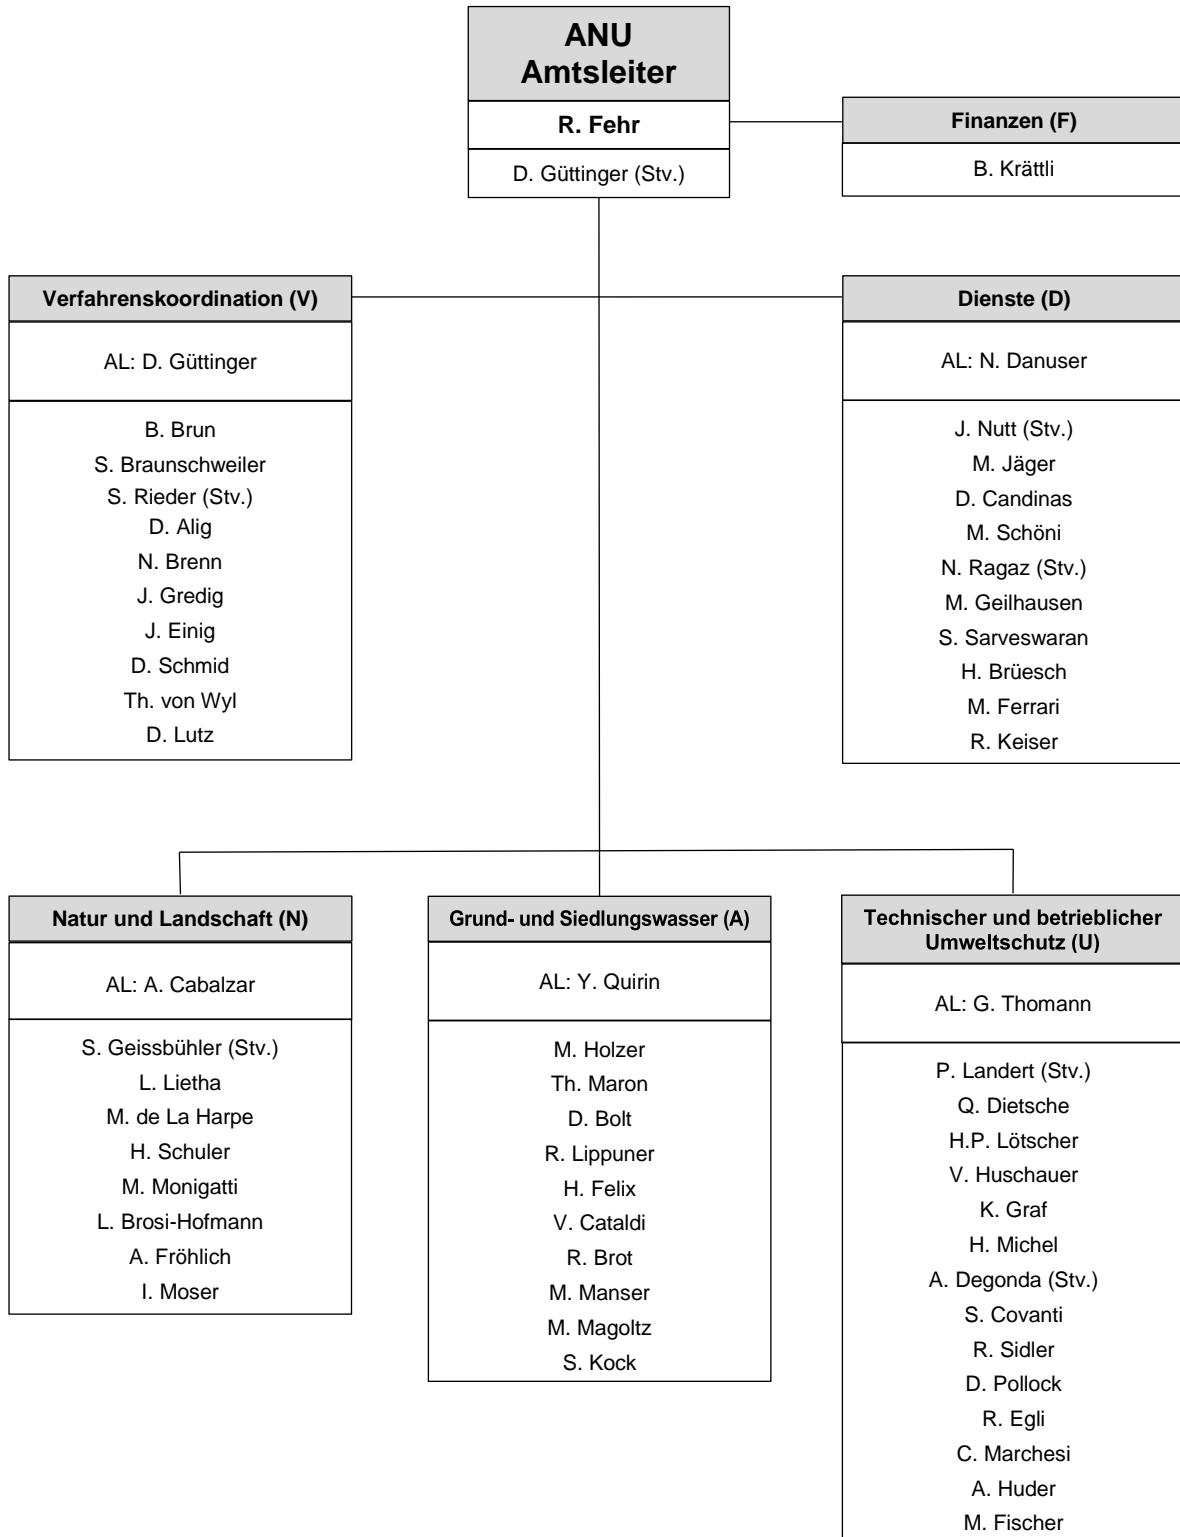 ANU
Amtsleiter
R. Fehr
D. Güttinger (Stv.)
Finanzen (F)
B. Krättli
Verfahrenskoordination (V)
AL: D. Güttinger
B. Brun
S. Braunschweiler
S. Rieder (Stv.)
D. Alig
N. Brenn
J. Gredig
J. Einig
D. Schmid
Th. von Wyl
D. Lutz
Dienste (D)
AL: N. Danuser
J. Nutt (Stv.)
M. Jäger
D. Candinas
M. Schöni
N. Ragaz (Stv.)
M. Geilhausen
S. Sarveswaran
H. Brüesch
M. Ferrari
R. Keiser
Natur und Landschaft (N)
AL: A. Cabalzar
S. Geissbühler (Stv.)
L. Lietha
M. de La Harpe
H. Schuler
M. Monigatti
L. Brosi-Hofmann
A. Fröhlich
I. Moser
Grund- und Siedlungswasser (A)
AL: Y. Quirin
M. Holzer
Th. Maron
D. Bolt
R. Lippuner
H. Felix
V. Cataldi
R. Brot
M. Manser
M. Magoltz
S. Kock
Technischer und betrieblicher
Umweltschutz (U)
AL: G. Thomann
P. Landert (Stv.)
Q. Dietsche
H.P. Lötscher
V. Huschauer
K. Graf
H. Michel
A. Degonda (Stv.)
S. Covanti
R. Sidler
D. Pollock
R. Egli
C. Marchesi
A. Huder
M. Fischer